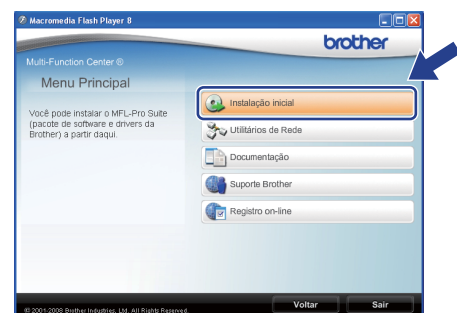 Macromedia Flash Player 8
brother
Multi-Function Center ®
Menu Principal
Você pode instalar o MFL-Pro Suite
(pacote de software e drivers da
Brother) a partir daqui.
Instalação inicial
Utilitários de Rede
Documentação
Suporte Brother
Registro on-line
© 2001-2008 Brother Industries, Ltd. All Rights Reserved.
Voltar
Sair